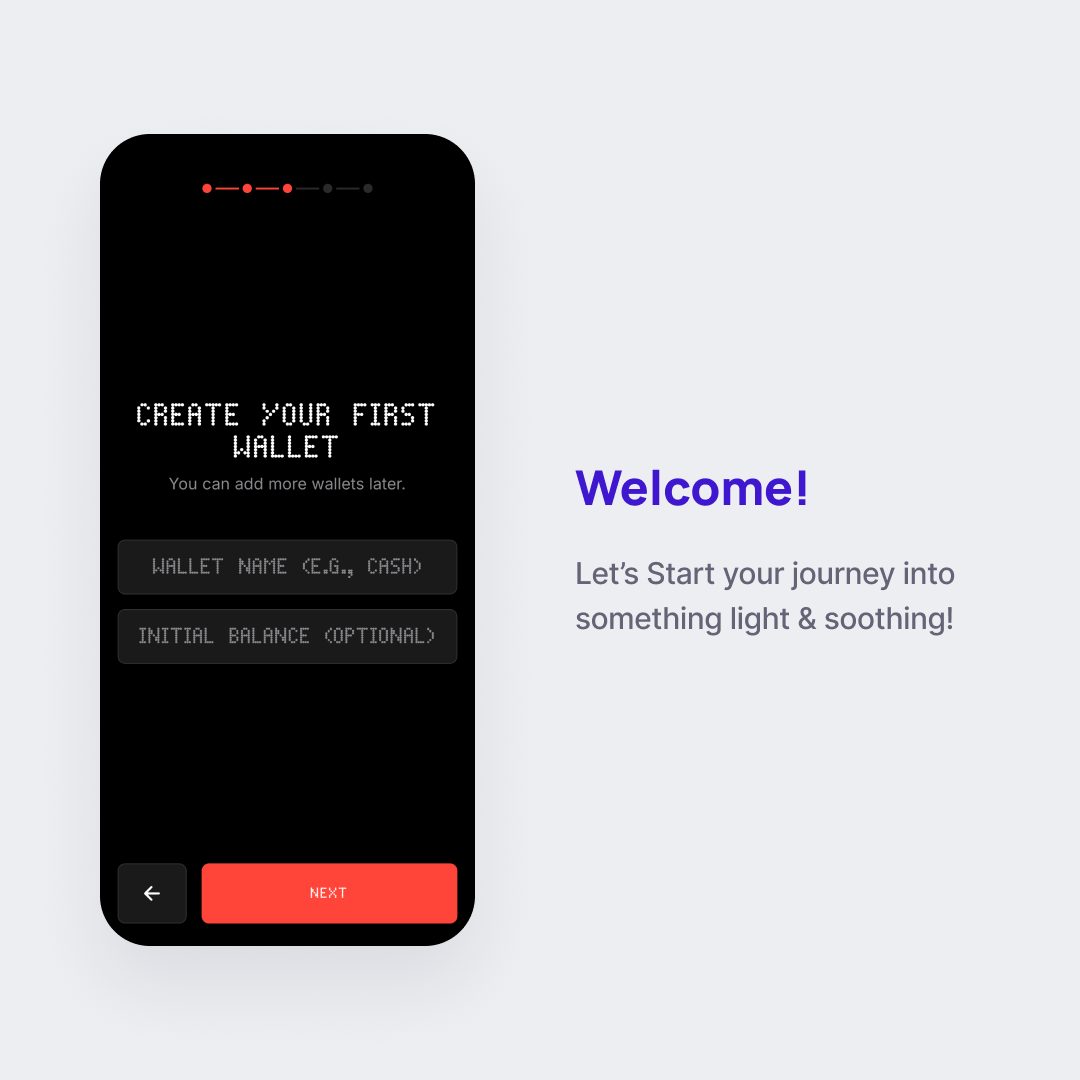 CREATE YOUR FIRST
WALLET
You can add more wallets later.
WALLET NAME (E.G., CASH)
INITIAL BALANCE (OPTIONAL)
NEXT
Welcome!
Let’s Start your journey into
something light & soothing!